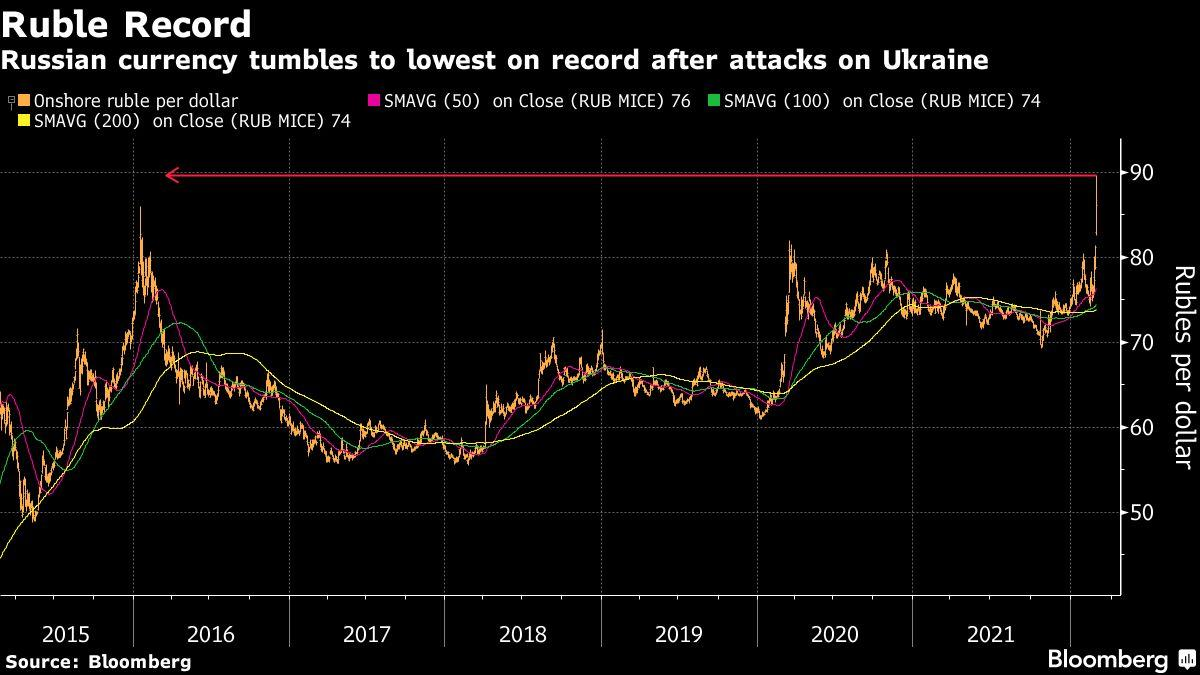 Ruble Record
Russian currency tumbles to lowest on record after attacks on Ukraine
Onshore ruble per dollar SMAVG (50) on Close (RUB MICE) 76 SMAVG (100) on Close (RUB MICE) 74
SMAVG (200) on Close (RUB MICE) 74
90
80
70
60
50
Rubles per dollar
2015 2016 2017 2018 2019 2020 2021
Source: Bloomberg
Bloomberg